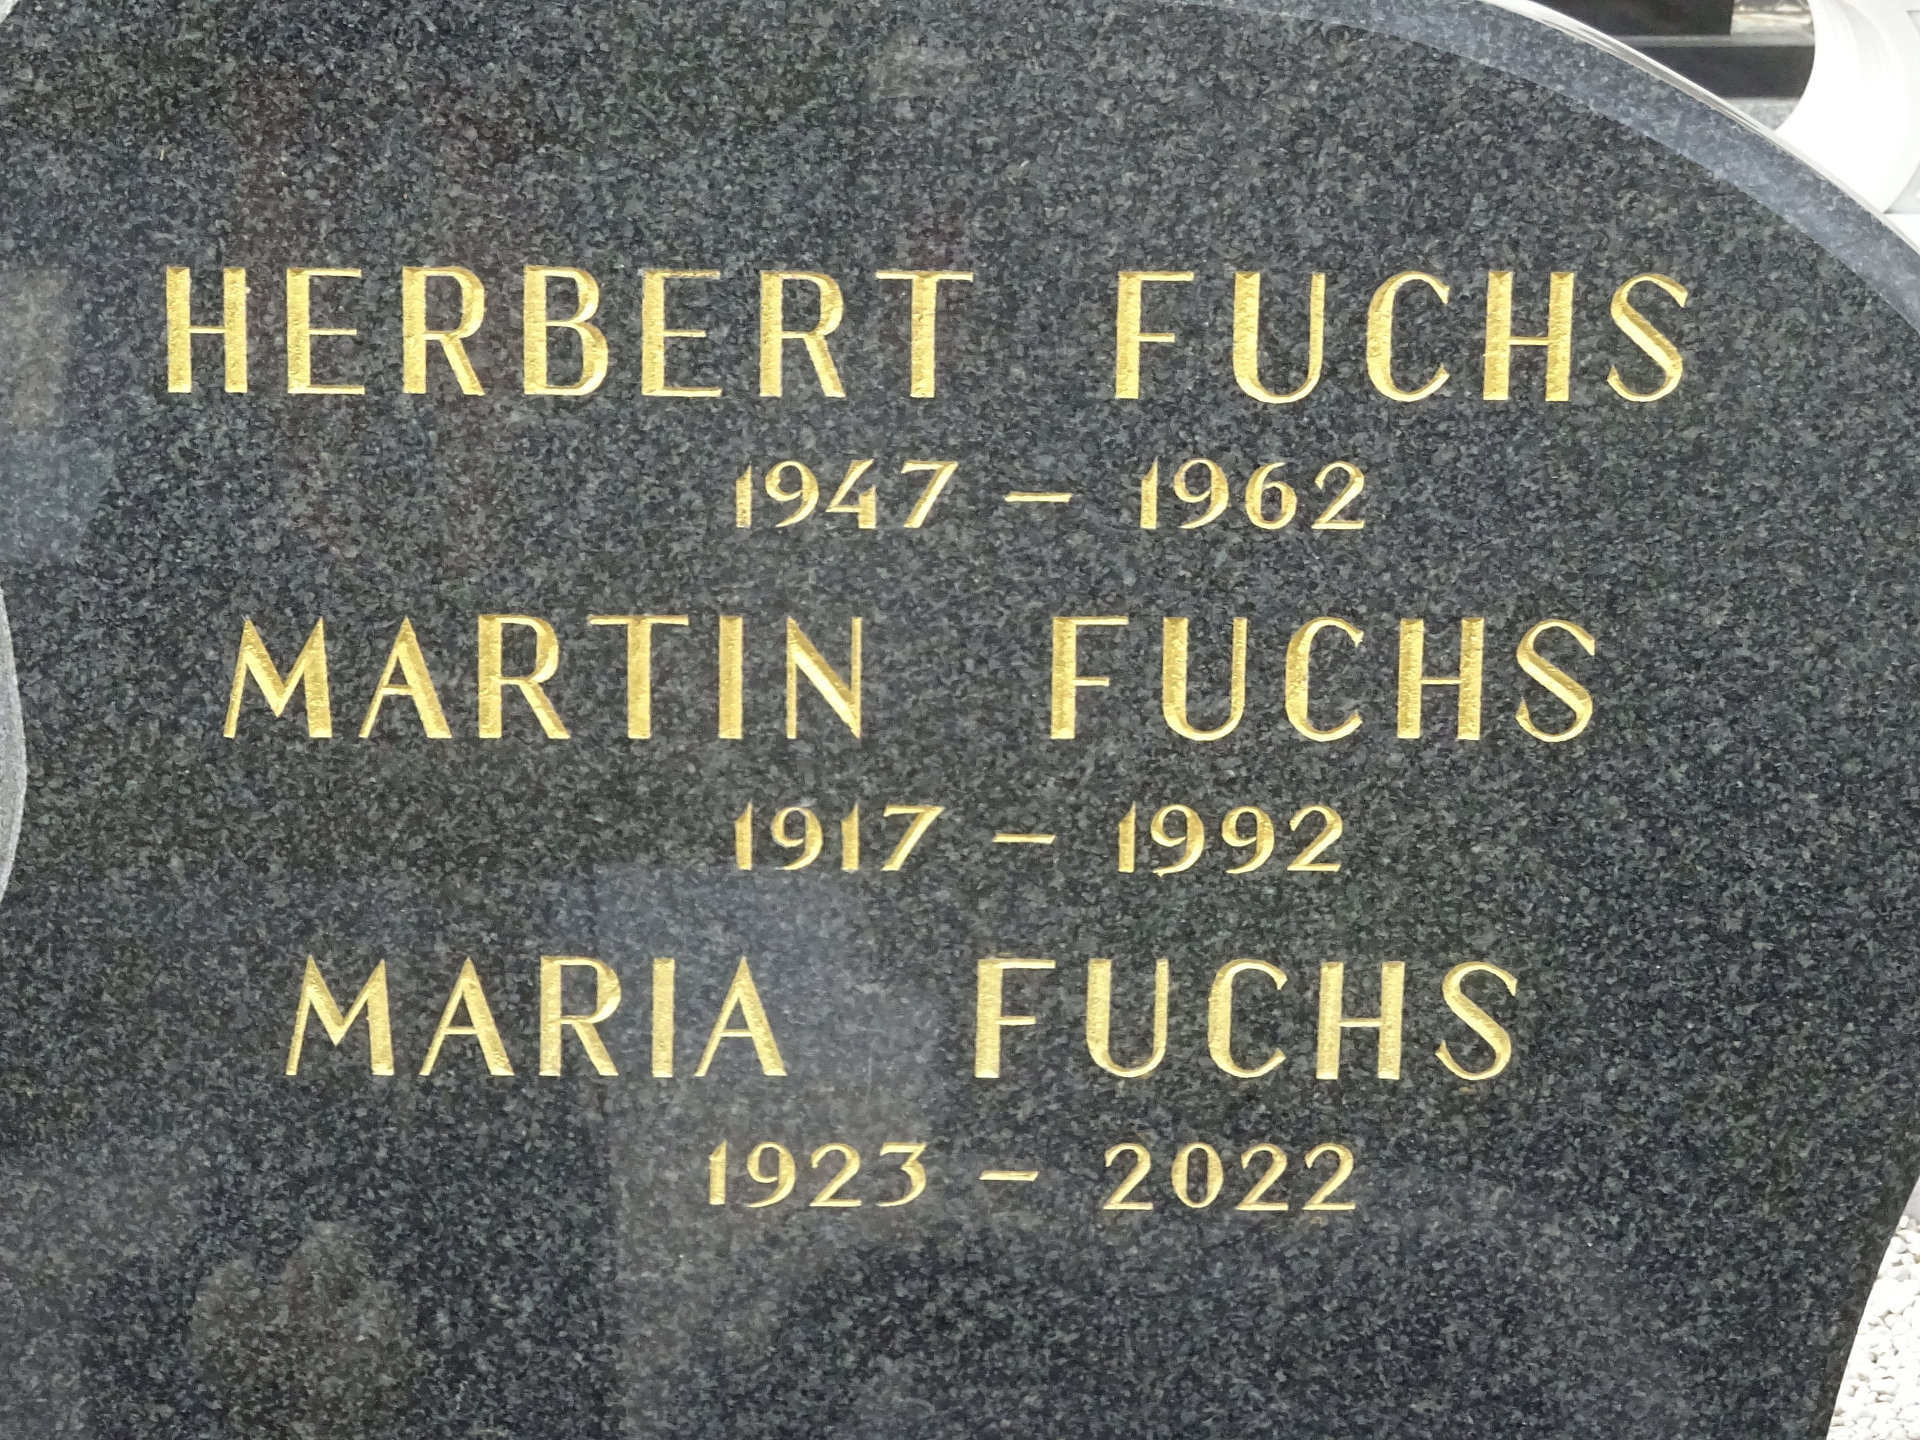 HERBERT FUCHS
1947 – 1962
MARTIN FUCHS
1917 – 1992
MARIA FUCHS
1923 – 2022